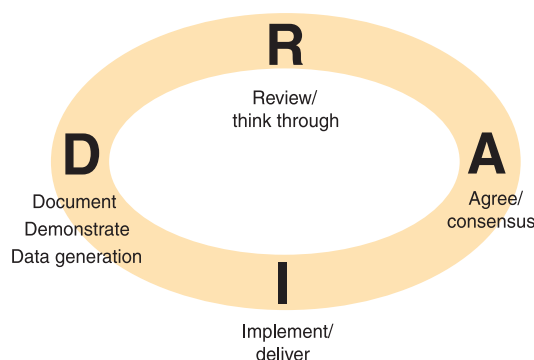 R
Review/
think through
D
Document
Demonstrate
Data generation
A
Agree/
consensus
I
Implement/
deliver